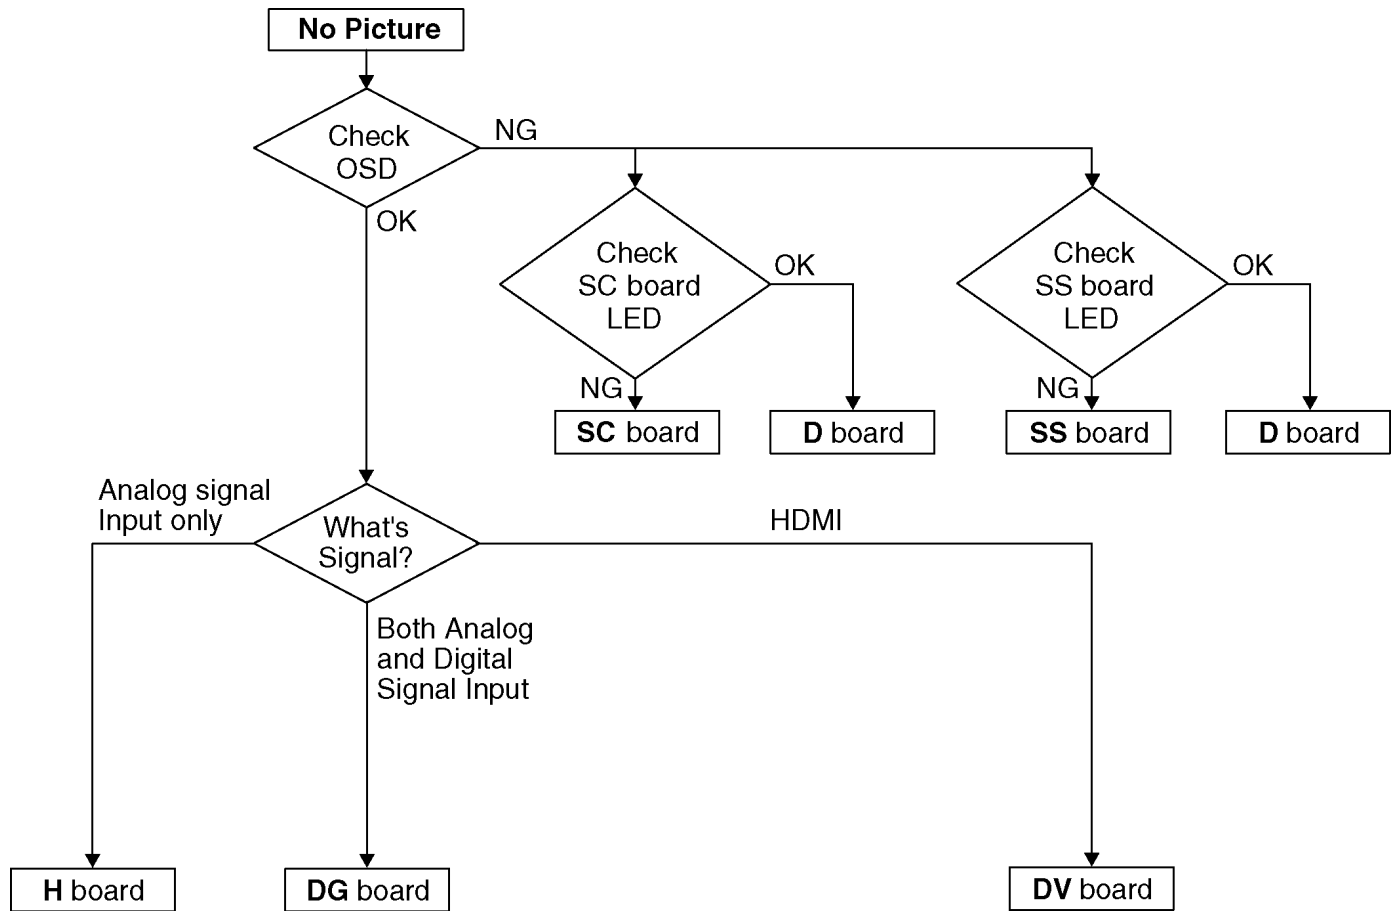 No Picture
Check
OSD
NG
OK
Check
SC board
LED
OK
NG
SC board
D board
Check
SS board
LED
OK
NG
SS board
D board
Analog signal
Input only
What's
Signal?
HDMI
Both Analog
and Digital
Signal Input
H board
DG board
DV board